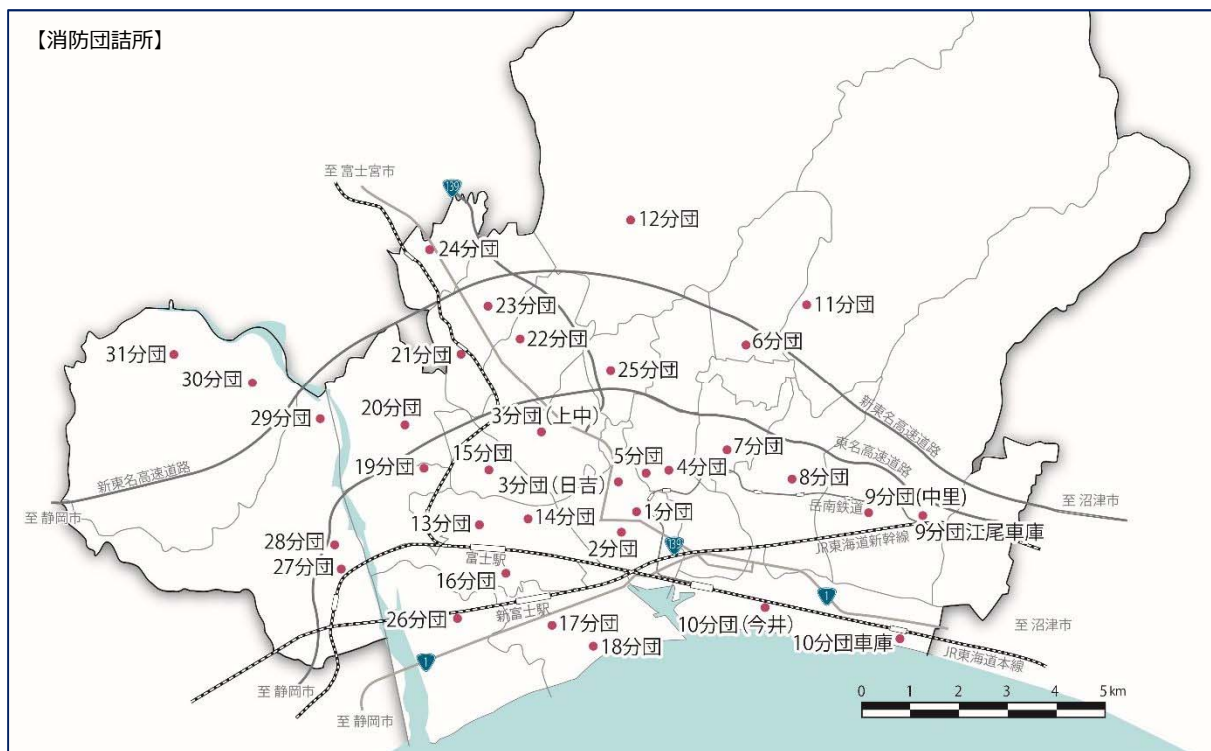 【消防団詰所】
至 富士宮市
139
12分団
24分団
23分団
11分団
22分団
6分団
31分団
21分団
30分団
25分団
新東名高速道路
29分団
20分団
3分団(上中)
東名高速道路
7分団
15分団
5分団
4分団
19分団
8分団
新東名高速道路
3分団(日吉)
9分団(中里)
至 沼津市
岳南鉄道
至 静岡市
1分団
14分団
13分団
9分団江尾車庫
2分団
28分団
139
JR東海道新幹線
富士駅
27分団
16分団
1
新富士駅
26分団
17分団
10分団(今井)
至 沼津市
10分団車庫
18分団
JR東海道本線
1
至 静岡市
0 1 2 3 4 5km
至 静岡市